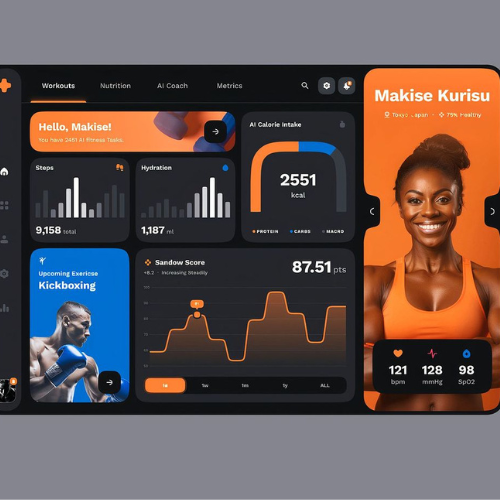 Workouts
Nutrition
AI Coach
Metrics
Hello, Makise!
You have 2481 AI Fitness Tasks.
AI Calorie Intake
2551
kcal
PROTEIN
CARBS
MACRO
Steps
9,158 total
Hydration
1,187 ml
Upcoming Exercise
Kickboxing
Sandow Score
+8.2 · Increasing Steadily
87.51 pts
1w
1m
1y
ALL
Makise Kurisu
Tokyo, Japan · 75% Healthy
121
bpm
128
mmHg
98
SpO2